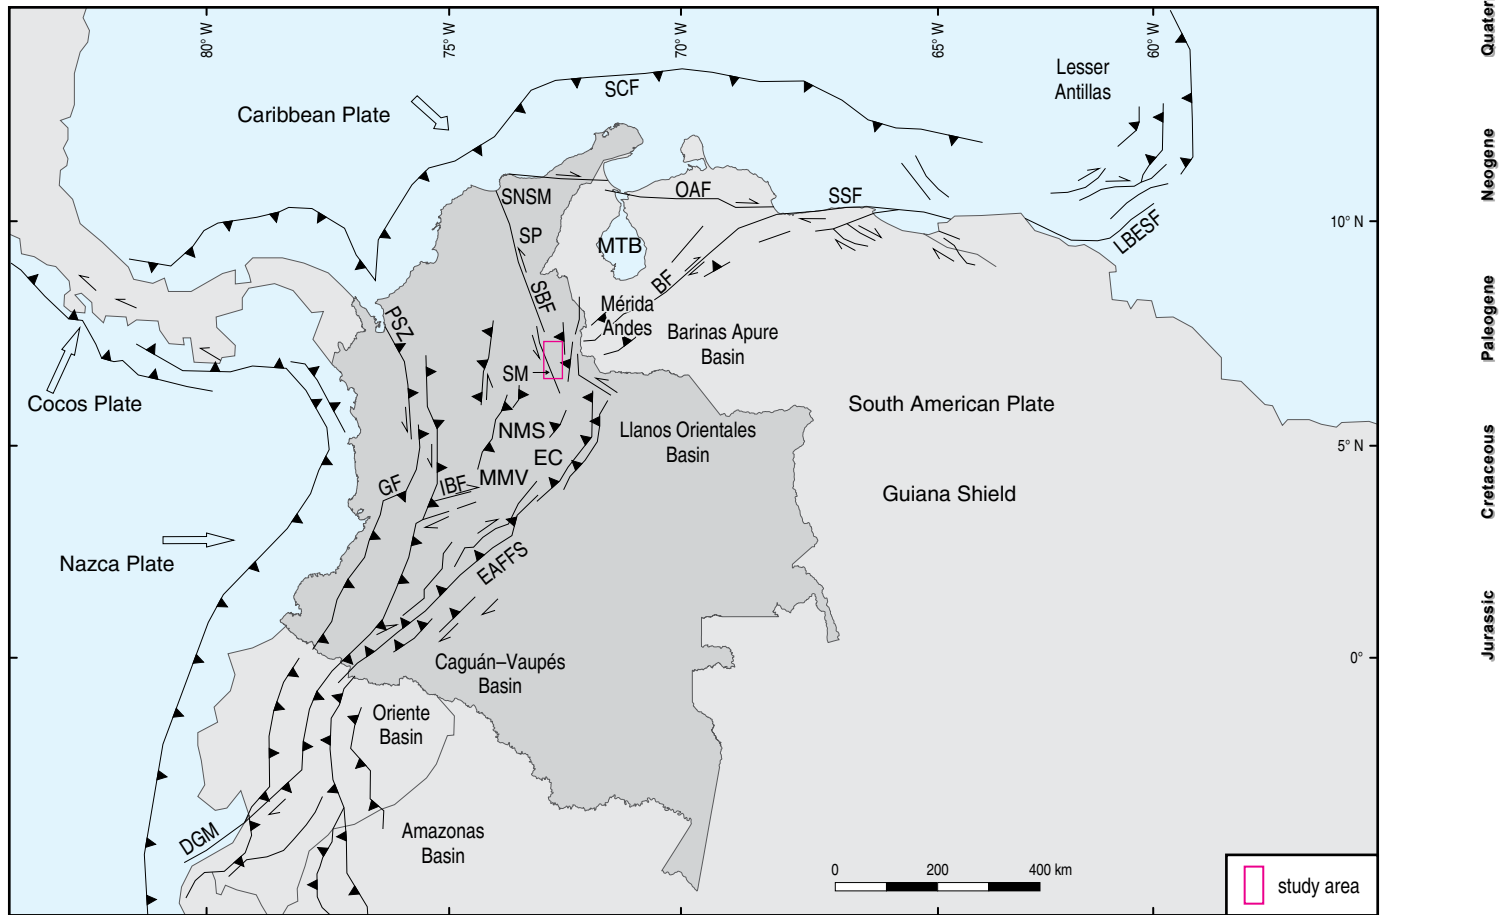 80° W
75° W
70° W
65° W
60° W
Quater
Lesser
Antillas
SCF
Caribbean Plate
Neogene
SNSM
OAF
SSF
10° N
SP
MTB
LBESF
BF
SBF
Mérida
Andes
PSZ
Barinas Apure
Basin
Paleogene
SM
Cocos Plate
South American Plate
NMS
Llanos Orientales
Basin
5° N
EC
MMV
GF
IBF
Guiana Shield
Cretaceous
Nazca Plate
EAFFS
Jurassic
Caguán–Vaupés
Basin
0°
Oriente
Basin
DGM
Amazonas
Basin
0 200 400 km
study area